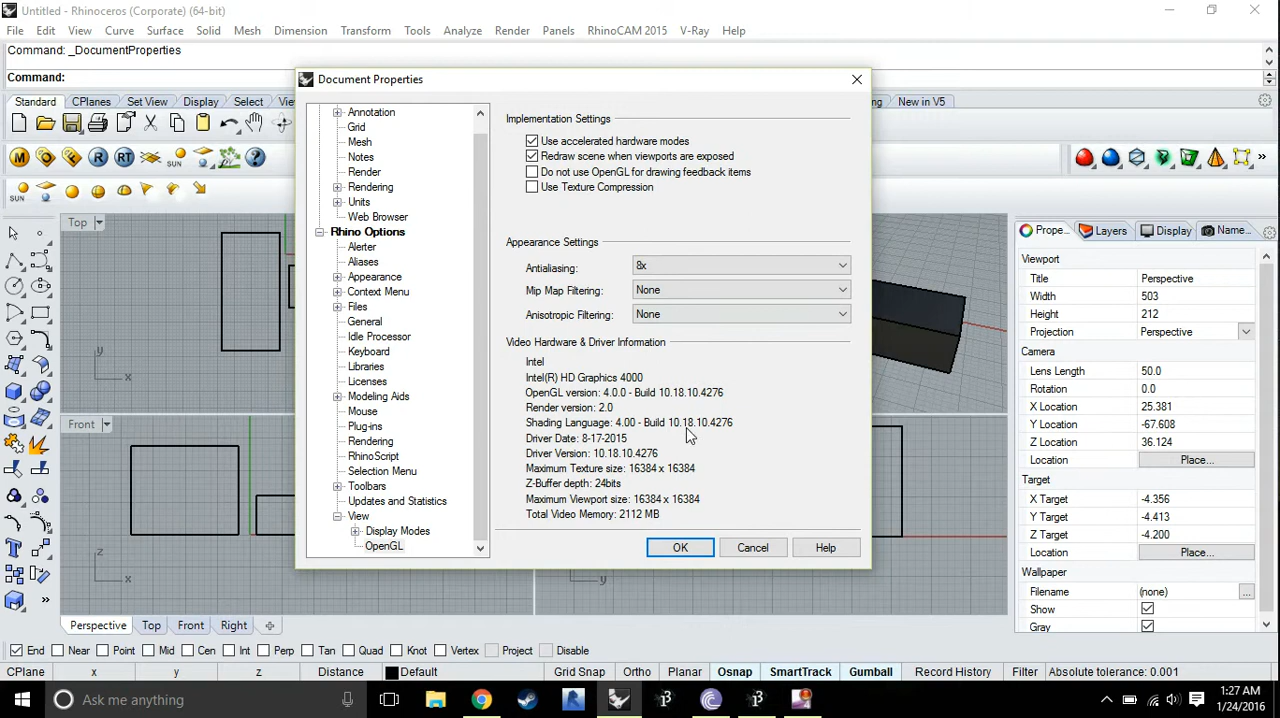 Untitled - Rhinoceros (Corporate) (64-bit)
File Edit View Curve Surface Solid Mesh Dimension Transform Tools Analyze Render Panels RhinoCAM 2015 V-Ray Help
Command: _DocumentProperties
Command:
Standard CPlanes Set View Display Select New in V5
Document Properties
Annotation
Grid
Mesh
Notes
Render
Rendering
Units
Web Browser
Rhino Options
Alerter
Aliases
Appearance
Context Menu
Files
General
Idle Processor
Keyboard
Libraries
Licenses
Modeling Aids
Mouse
Plug-ins
Rendering
RhinoScript
Selection Menu
Toolbars
Updates and Statistics
View
Display Modes
OpenGL
Implementation Settings
Use accelerated hardware modes
Redraw scene when viewports are exposed
Do not use OpenGL for drawing feedback items
Use Texture Compression
Appearance Settings
Antialiasing: 8x
Mip Map Filtering: None
Anisotropic Filtering: None
Video Hardware & Driver Information
Intel
Intel(R) HD Graphics 4000
OpenGL version: 4.0.0 - Build 10.18.10.4276
Render version: 2.0
Shading Language: 4.00 - Build 10.18.10.4276
Driver Date: 8-17-2015
Driver Version: 10.18.10.4276
Maximum Texture size: 16384 x 16384
Z-Buffer depth: 24bits
Maximum Viewport size: 16384 x 16384
Total Video Memory: 2112 MB
OK Cancel Help
M R RT
SUN
SUN
Top
y
x
Front
z
x
y
Prope... Layers Display Name...
Viewport
Title Perspective
Width 503
Height 212
Projection Perspective
Camera
Lens Length 50.0
Rotation 0.0
X Location 25.381
Y Location -67.608
Z Location 36.124
Location Place...
Target
X Target -4.356
Y Target -4.413
Z Target -4.200
Location Place...
Wallpaper
Filename (none) ...
Show
Gray
Perspective Top Front Right
End Near Point Mid Cen Int Perp Tan Quad Knot Vertex Project Disable
CPlane x y z Distance Default Grid Snap Ortho Planar Osnap SmartTrack Gumball Record History Filter Absolute tolerance: 0.001
Ask me anything
1:27 AM
1/24/2016